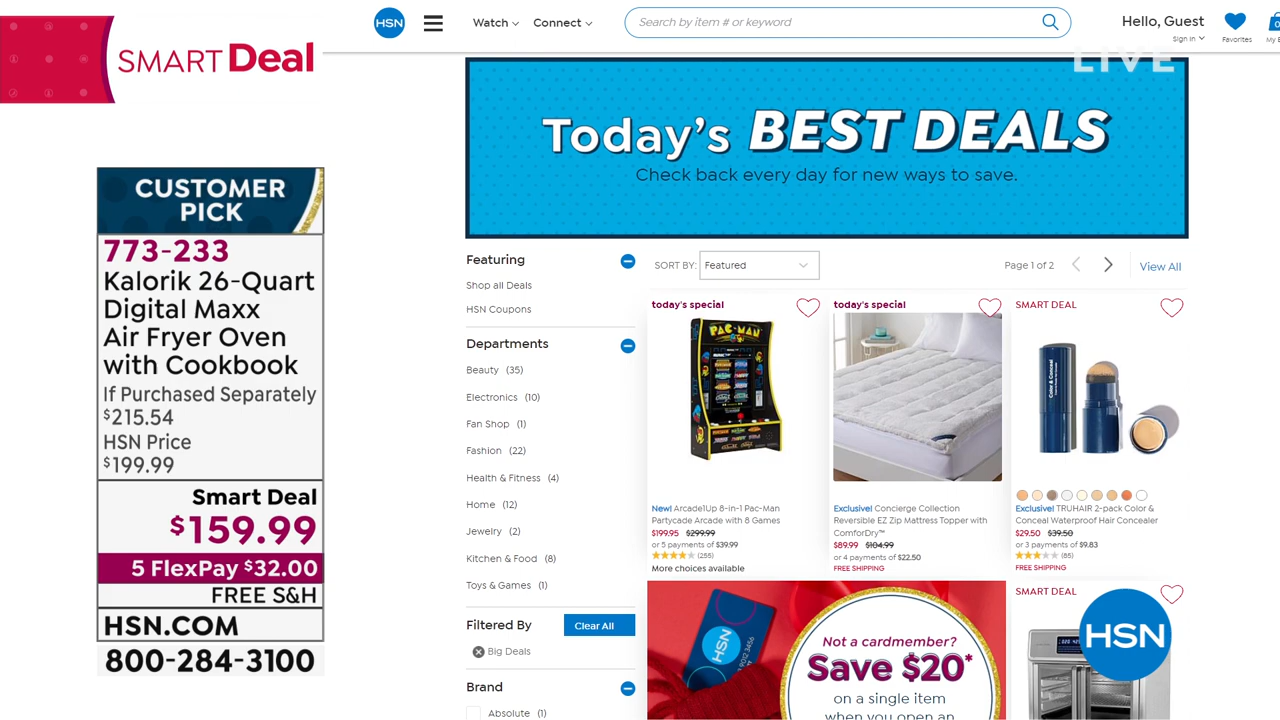 SMART Deal
CUSTOMER
PICK
773-233
Kalorik 26-Quart
Digital Maxx
Air Fryer Oven
with Cookbook
If Purchased Separately
$215.54
HSN Price
$199.99
Smart Deal
$159.99
5 FlexPay $32.00
FREE S&H
HSN.COM
800-284-3100
HSN
Watch
Connect
Search by item # or keyword
Hello, Guest
Sign In
Favorites
LIVE
Today's BEST DEALS
Check back every day for new ways to save.
Featuring
Shop all Deals
HSN Coupons
Departments
Beauty (35)
Electronics (10)
Fan Shop (1)
Fashion (22)
Health & Fitness (4)
Home (12)
Jewelry (2)
Kitchen & Food (8)
Toys & Games (1)
Filtered By
Clear All
Big Deals
Brand
Absolute (1)
SORT BY: Featured
Page 1 of 2
View All
today's special
PAC-MAN
New! Arcade1Up 8-in-1 Pac-Man
Partycade Arcade with 8 Games
$199.95 $299.99
or 5 payments of $39.99
(255)
More choices available
today's special
Exclusive! Concierge Collection
Reversible EZ Zip Mattress Topper with
ComforDry™
$89.99 $104.99
or 4 payments of $22.50
FREE SHIPPING
SMART DEAL
Color & Conceal
Exclusive! TRUHAIR 2-pack Color &
Conceal Waterproof Hair Concealer
$29.50 $39.50
or 3 payments of $9.83
(85)
FREE SHIPPING
HSN
Not a cardmember?
Save $20*
on a single item
when you open an
SMART DEAL
HSN